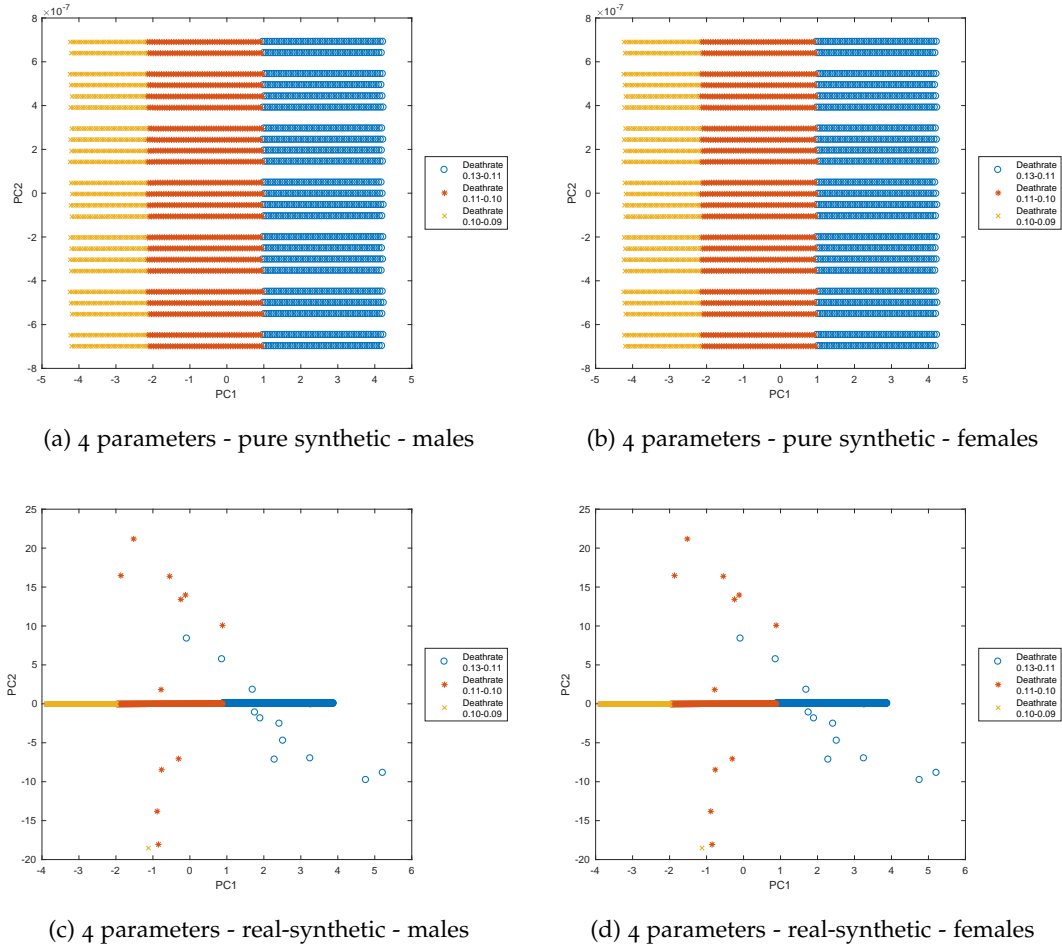 8 ×10-7
6
4
2
0
-2
-4
-6
-8
PC2
-5 -4 -3 -2 -1 0 1 2 3 4 5
PC1
Deathrate
0.13-0.11
Deathrate
0.11-0.10
Deathrate
0.10-0.09
(a) 4 parameters - pure synthetic - males
8 ×10-7
6
4
2
0
-2
-4
-6
-8
PC2
-5 -4 -3 -2 -1 0 1 2 3 4 5
PC1
Deathrate
0.13-0.11
Deathrate
0.11-0.10
Deathrate
0.10-0.09
(b) 4 parameters - pure synthetic - females
25
20
15
10
5
0
-5
-10
-15
-20
PC2
-4 -3 -2 -1 0 1 2 3 4 5 6
PC1
Deathrate
0.13-0.11
Deathrate
0.11-0.10
Deathrate
0.10-0.09
(c) 4 parameters - real-synthetic - males
25
20
15
10
5
0
-5
-10
-15
-20
PC2
-4 -3 -2 -1 0 1 2 3 4 5 6
PC1
Deathrate
0.13-0.11
Deathrate
0.11-0.10
Deathrate
0.10-0.09
(d) 4 parameters - real-synthetic - females